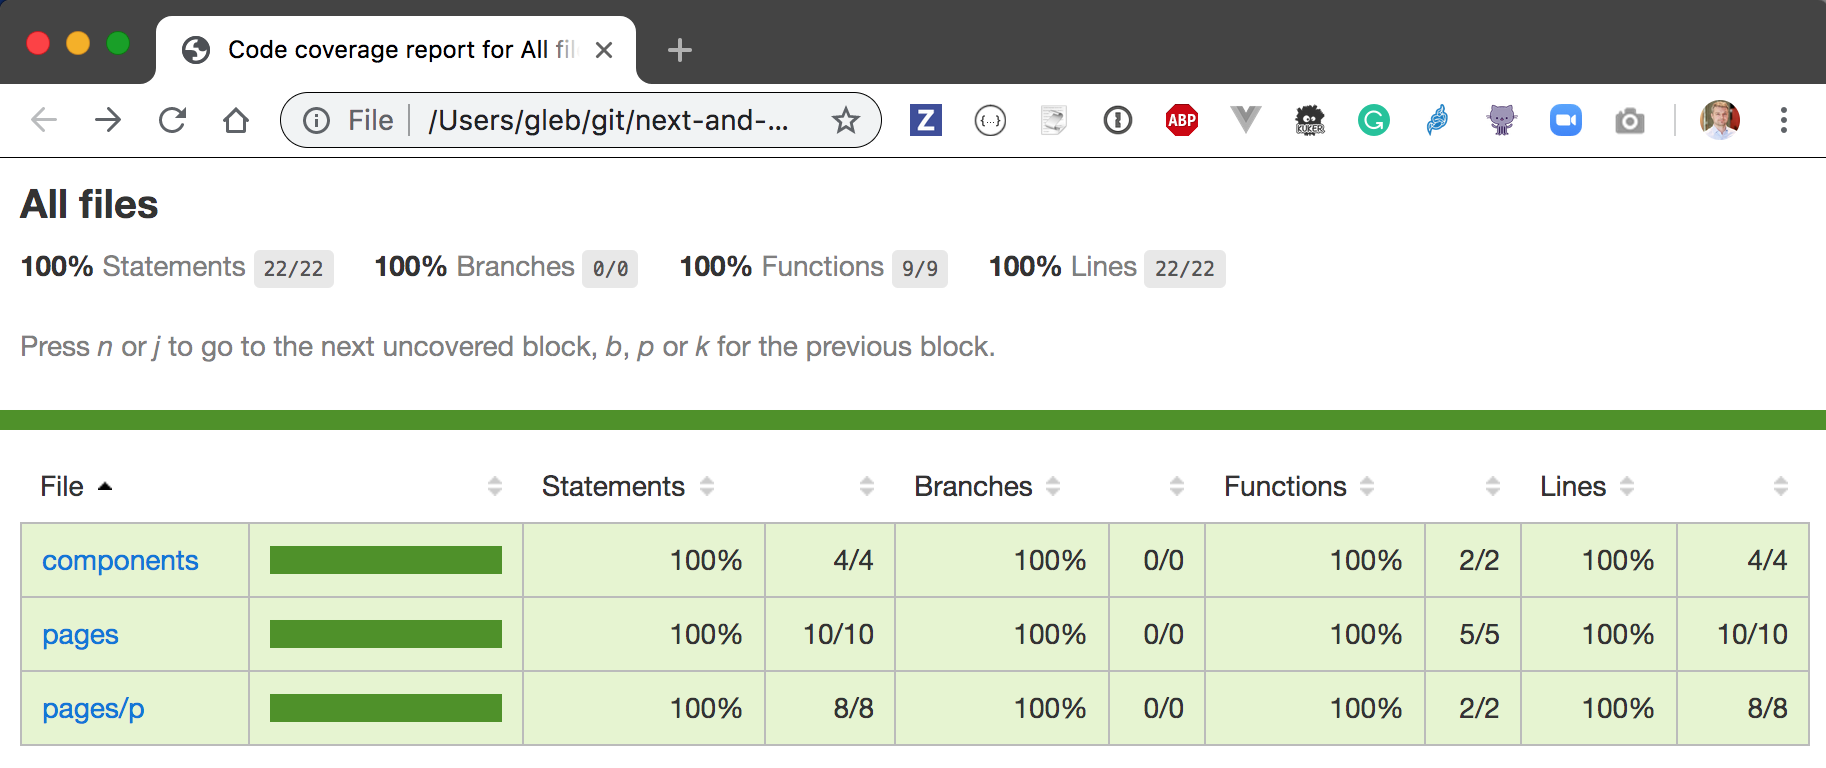 Code coverage report for All fil
File /Users/gleb/git/next-and-...
Z {...} ABP KUKER G
All files
100% Statements 22/22 100% Branches 0/0 100% Functions 9/9 100% Lines 22/22
Press n or j to go to the next uncovered block, b, p or k for the previous block.
File Statements Branches Functions Lines
components 100% 4/4 100% 0/0 100% 2/2 100% 4/4
pages 100% 10/10 100% 0/0 100% 5/5 100% 10/10
pages/p 100% 8/8 100% 0/0 100% 2/2 100% 8/8